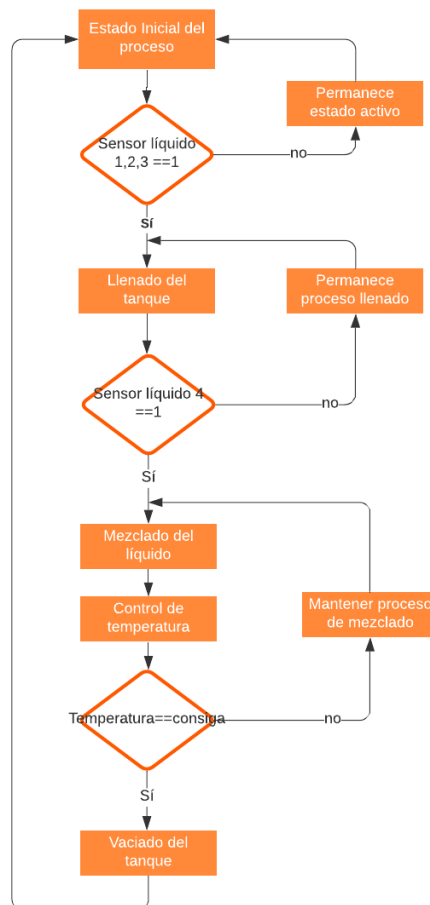 Estado Inicial del
proceso
Permanece
estado activo
Sensor líquido
1,2,3 ==1
no
sí
Llenado del
tanque
Permanece
proceso llenado
Sensor líquido 4
==1
no
Sí
Mezclado del
líquido
Control de
temperatura
Mantener proceso
de mezclado
Temperatura==consiga
no
Sí
Vaciado del
tanque